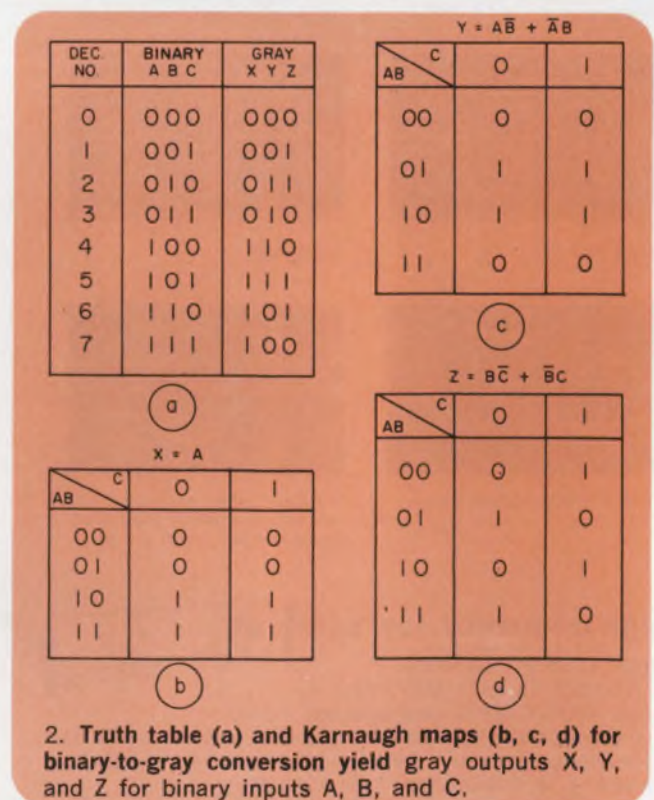 DEC. NO. BINARY A B C GRAY X Y Z
0 000 000
1 001 001
2 010 011
3 011 010
4 100 110
5 101 111
6 110 101
7 111 100
a
X = A
AB C 0 1
00 0 0
01 0 0
10 1 1
11 1 1
b
Y = AB̅ + A̅B
AB C 0 1
00 0 0
01 1 1
10 1 1
11 0 0
c
Z = BC̅ + B̅C
AB C 0 1
00 0 1
01 1 0
10 0 1
11 1 0
d
2. Truth table (a) and Karnaugh maps (b, c, d) for
binary-to-gray conversion yield gray outputs X, Y,
and Z for binary inputs A, B, and C.